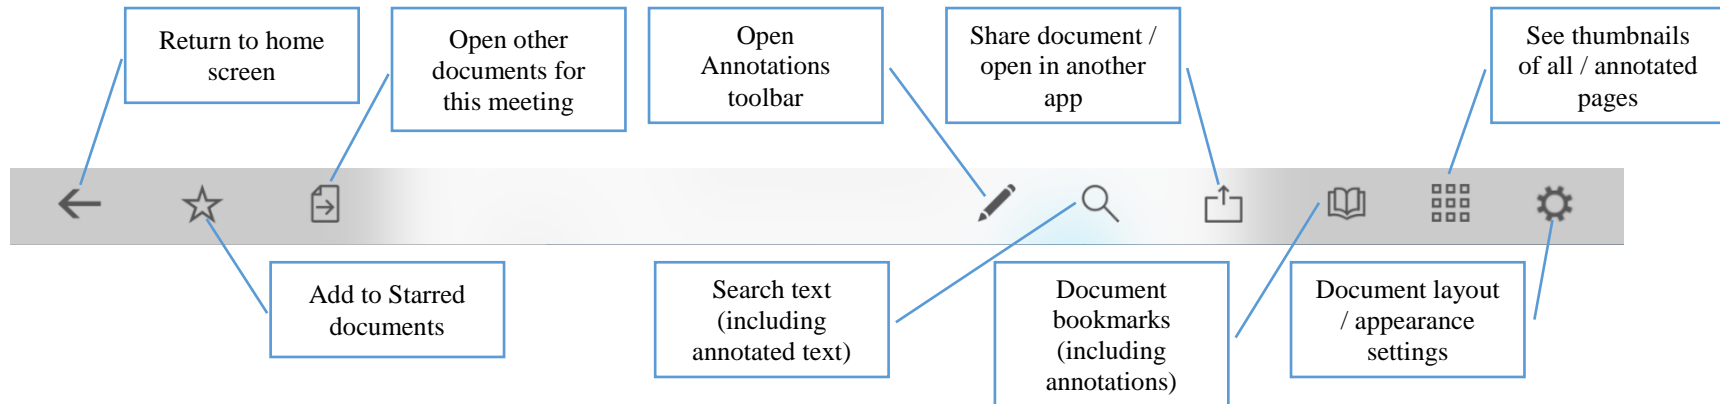 Return to home
screen
Open other
documents for
this meeting
Open
Annotations
toolbar
Share document /
open in another
app
See thumbnails
of all / annotated
pages
Add to Starred
documents
Search text
(including
annotated text)
Document
bookmarks
(including
annotations)
Document layout
/ appearance
settings